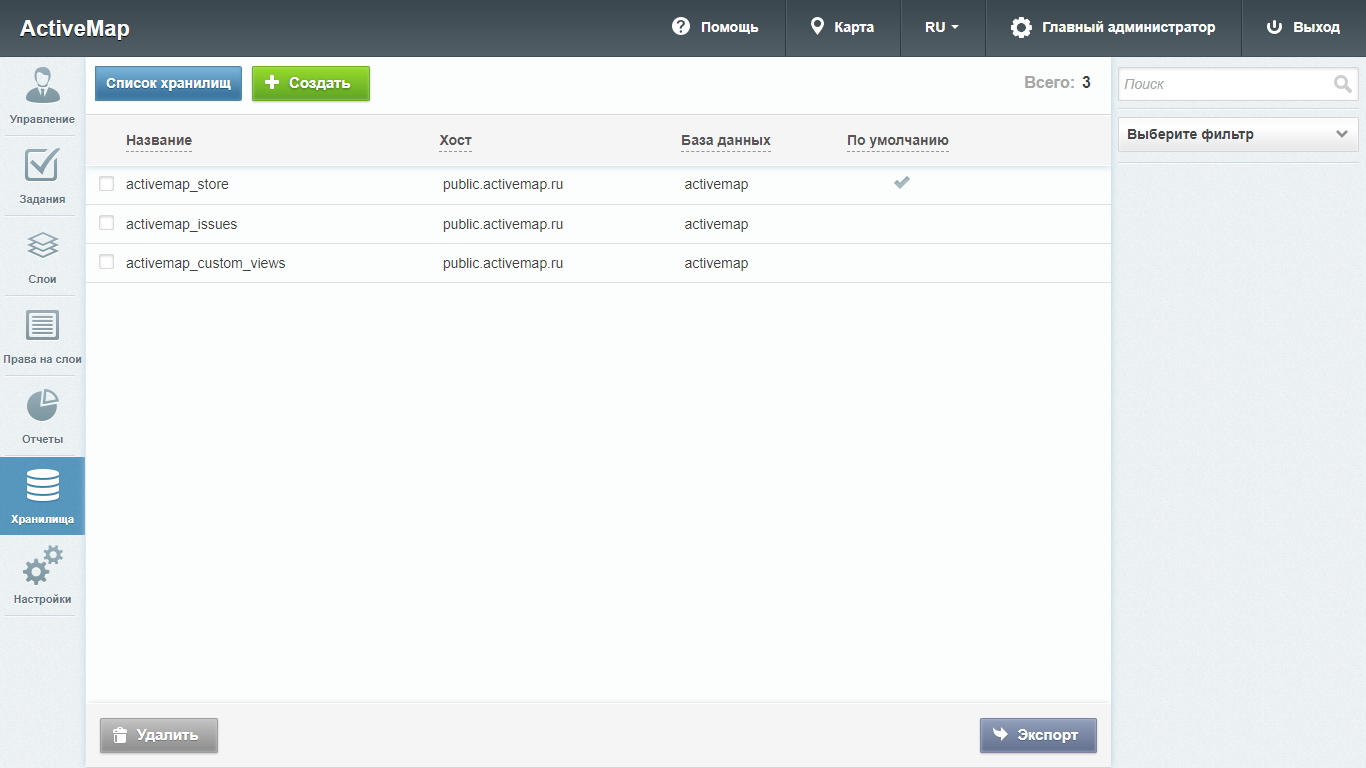 ActiveMap
Помощь
Карта
RU
Главный администратор
Выход
Управление
Задания
Слои
Права на слои
Отчеты
Хранилища
Настройки
Список хранилищ
Создать
Всего: 3
Название Хост База данных По умолчанию
activemap_store public.activemap.ru activemap
activemap_issues public.activemap.ru activemap
activemap_custom_views public.activemap.ru activemap
Удалить
Экспорт
Поиск
Выберите фильтр